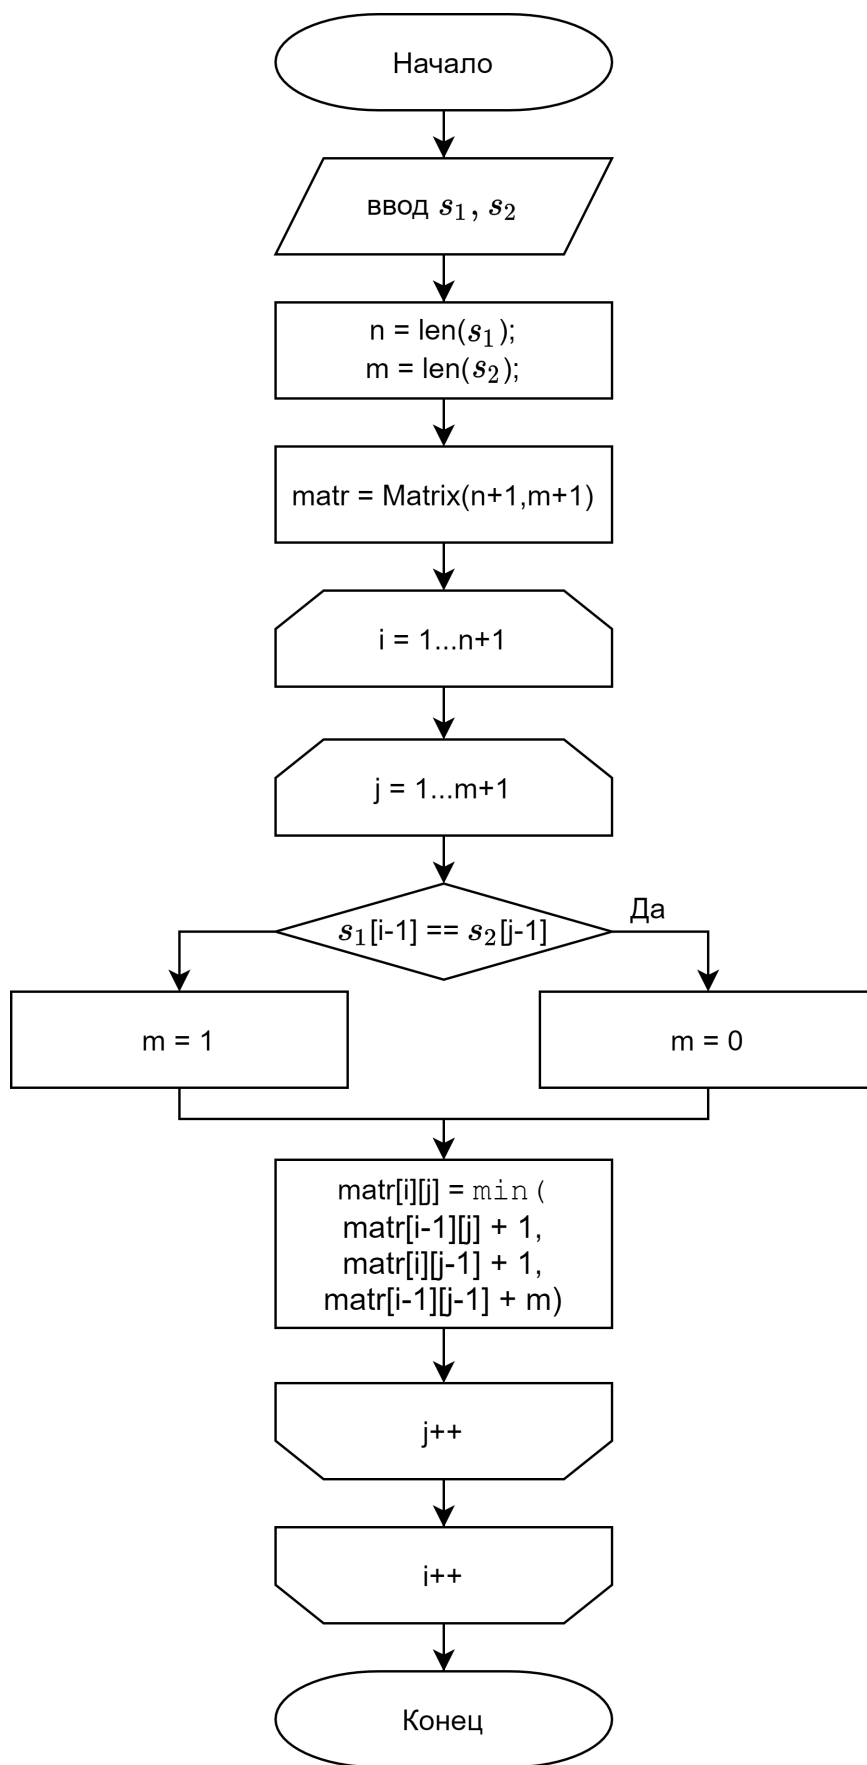 Начало
ввод s₁, s₂
n = len(s₁);
m = len(s₂);
matr = Matrix(n+1,m+1)
i = 1...n+1
j = 1...m+1
s₁[i-1] == s₂[j-1]
Да
m = 1
m = 0
matr[i][j] = min(
matr[i-1][j] + 1,
matr[i][j-1] + 1,
matr[i-1][j-1] + m)
j++
i++
Конец